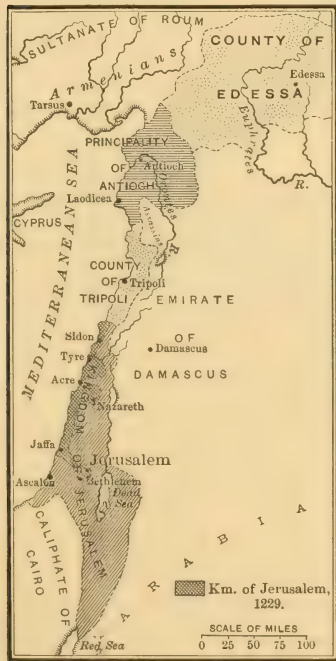 SULTANATE OF ROUM
COUNTY OF
EDESSA
Edessa
Armenians
Tarsus
Euphrates
R.
PRINCIPALITY
OF
ANTIOCH
Antioch
Orontes
R.
Laodicea
Assassins
CYPRUS
MEDITERRANEAN SEA
COUNTY
OF
TRIPOLI
Tripoli
EMIRATE
OF
DAMASCUS
Damascus
Sidon
Tyre
Acre
Nazareth
KINGDOM OF JERUSALEM
Jaffa
Jerusalem
Ascalon
Bethlehem
Dead
Sea
CALIPHATE OF
CAIRO
ARABIA
Red Sea
Km. of Jerusalem,
1229.
SCALE OF MILES
0 25 50 100